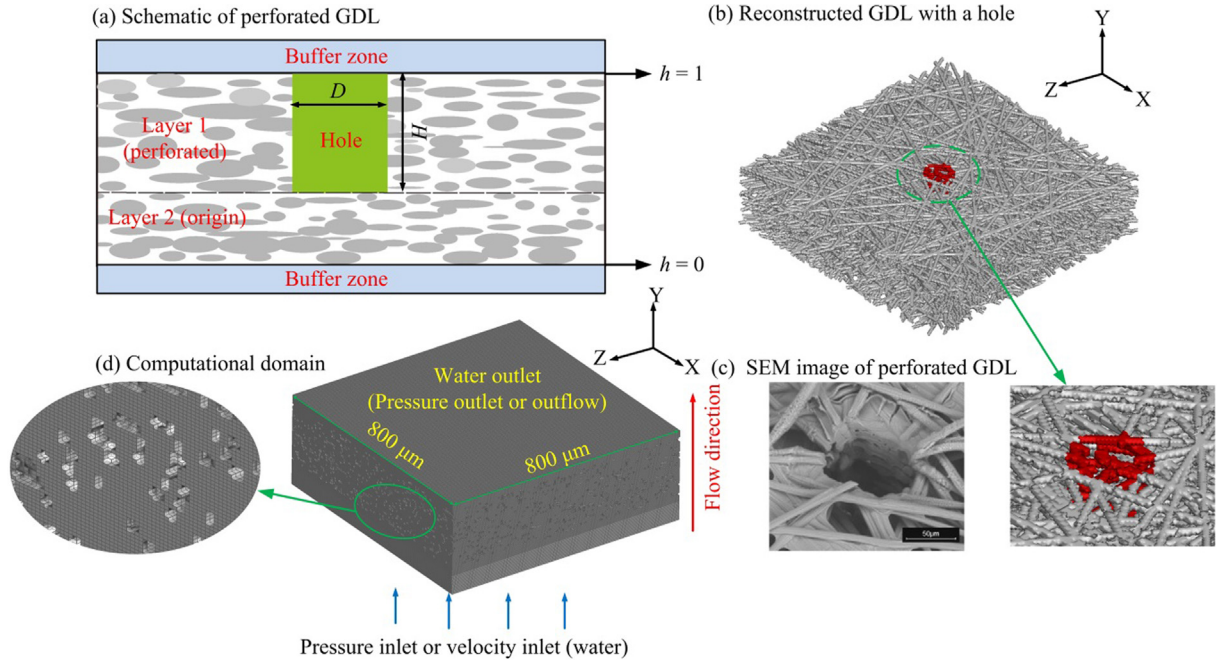 (a) Schematic of perforated GDL
Buffer zone
h = 1
D
H
Layer 1
(perforated)
Hole
Layer 2 (origin)
h = 0
Buffer zone
(b) Reconstructed GDL with a hole
Y
Z
X
(d) Computational domain
Y
Z
X
Water outlet
(Pressure outlet or outflow)
800 μm
800 μm
Flow direction
Pressure inlet or velocity inlet (water)
(c) SEM image of perforated GDL
50μm